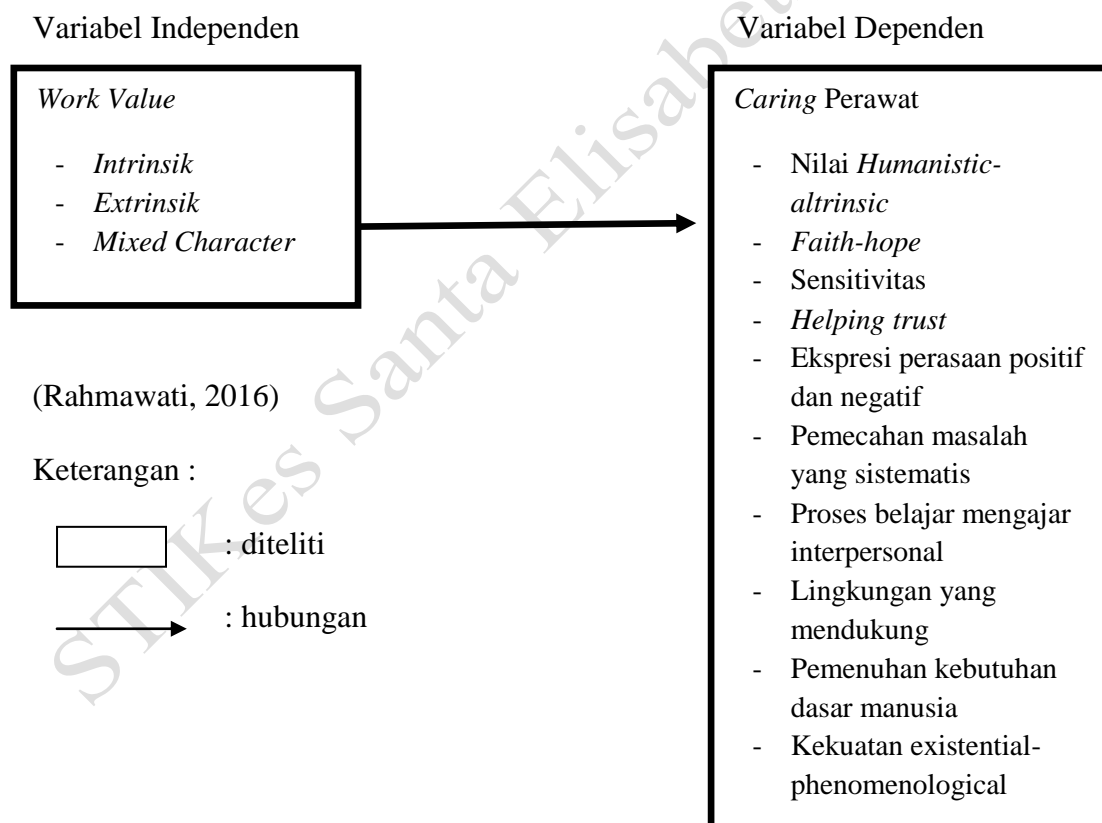 Variabel Independen
Variabel Dependen
Work Value
- Intrinsik
- Extrinsik
- Mixed Character
Caring Perawat
- Nilai Humanistic-
altrinsic
- Faith-hope
- Sensitivitas
- Helping trust
- Ekspresi perasaan positif
dan negatif
- Pemecahan masalah
yang sistematis
- Proses belajar mengajar
interpersonal
- Lingkungan yang
mendukung
- Pemenuhan kebutuhan
dasar manusia
- Kekuatan existential-
phenomenological
(Rahmawati, 2016)
Keterangan :
: diteliti
: hubungan
STIKes Santa Elisabet